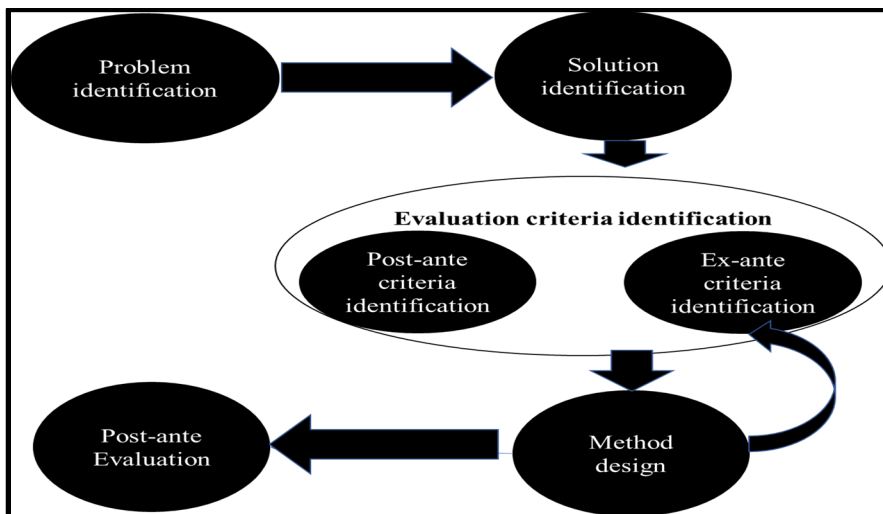 Problem
identification
Solution
identification
Evaluation criteria identification
Post-ante
criteria
identification
Ex-ante
criteria
identification
Post-ante
Evaluation
Method
design